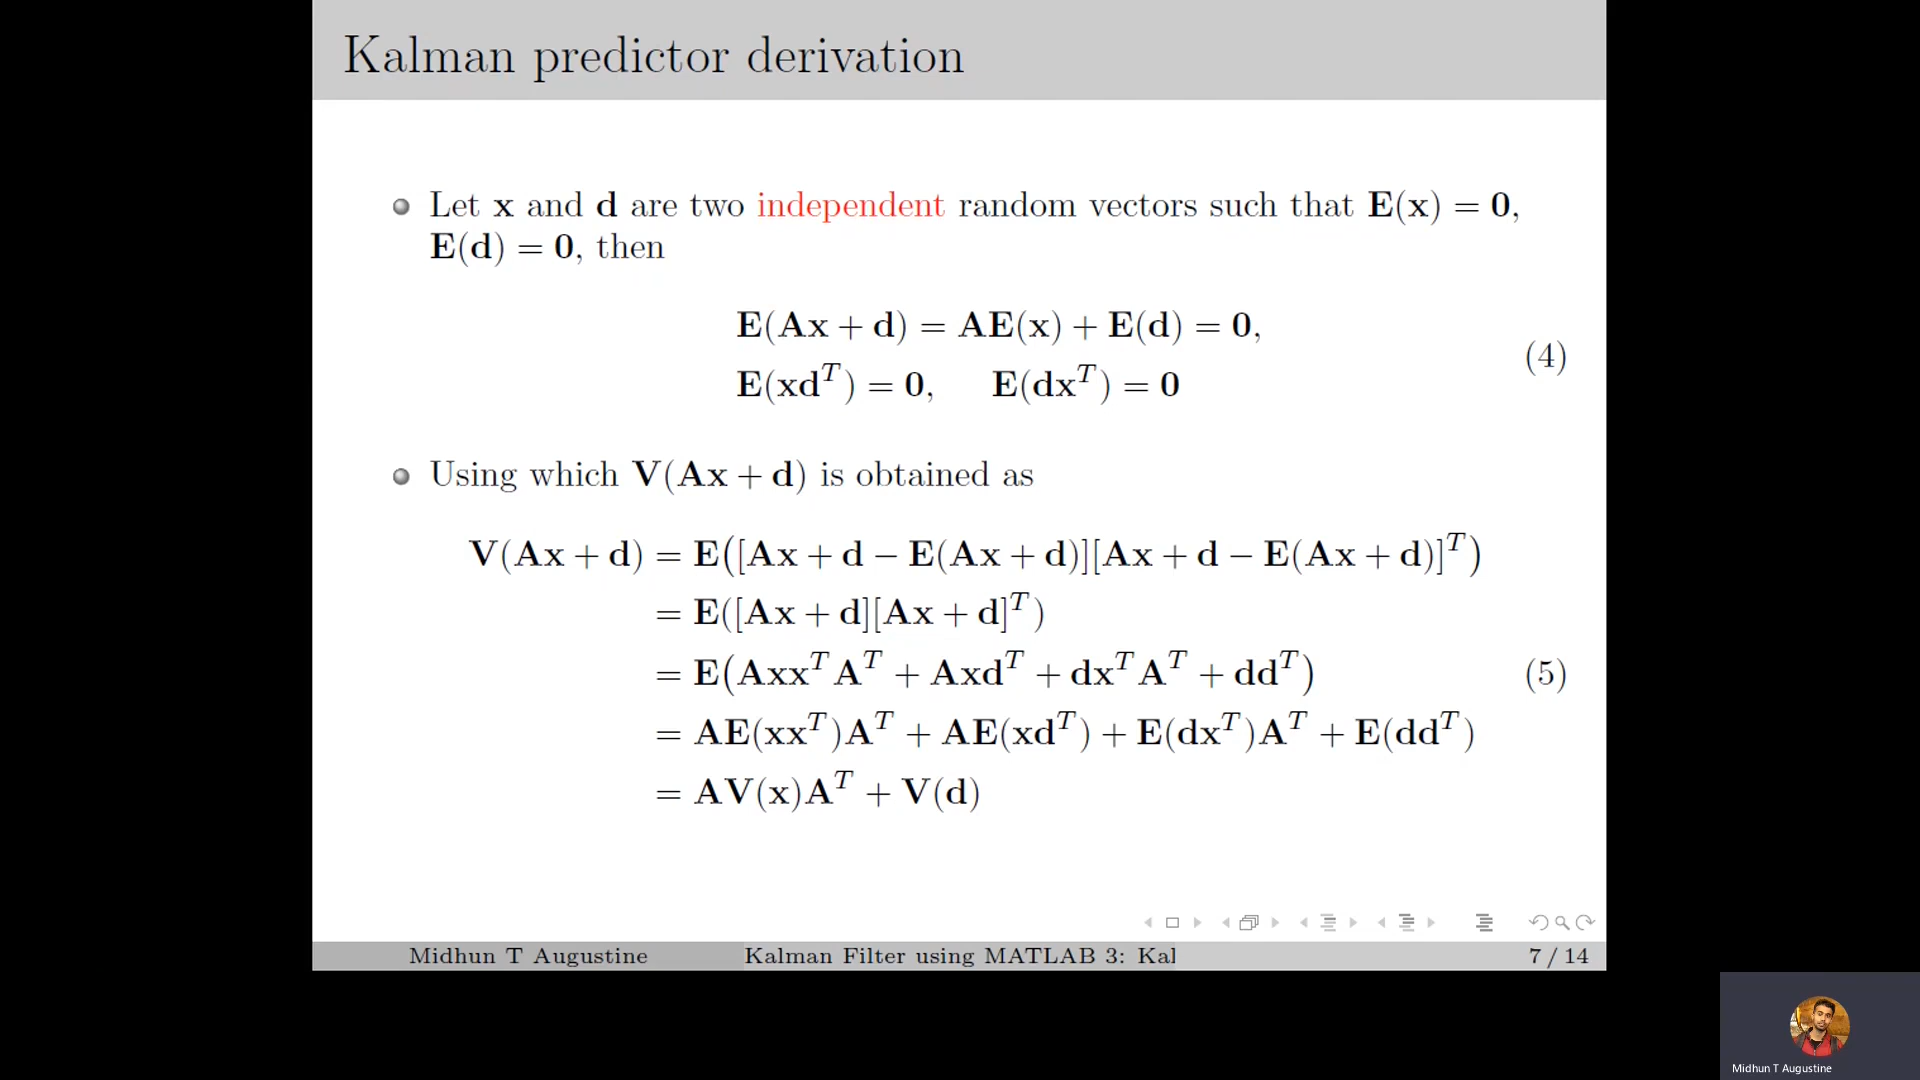 Kalman predictor derivation
Let x and d are two independent random vectors such that E(x) = 0,
E(d) = 0, then
E(Ax + d) = AE(x) + E(d) = 0,
E(xd^T) = 0, E(dx^T) = 0
(4)
Using which V(Ax + d) is obtained as
V(Ax + d) = E([Ax + d − E(Ax + d)][Ax + d − E(Ax + d)]^T)
= E([Ax + d][Ax + d]^T)
= E(Axx^T A^T + Axd^T + dx^T A^T + dd^T) (5)
= AE(xx^T)A^T + AE(xd^T) + E(dx^T)A^T + E(dd^T)
= AV(x)A^T + V(d)
Midhun T Augustine Kalman Filter using MATLAB 3: Kal 7 / 14
Midhun T Augustine